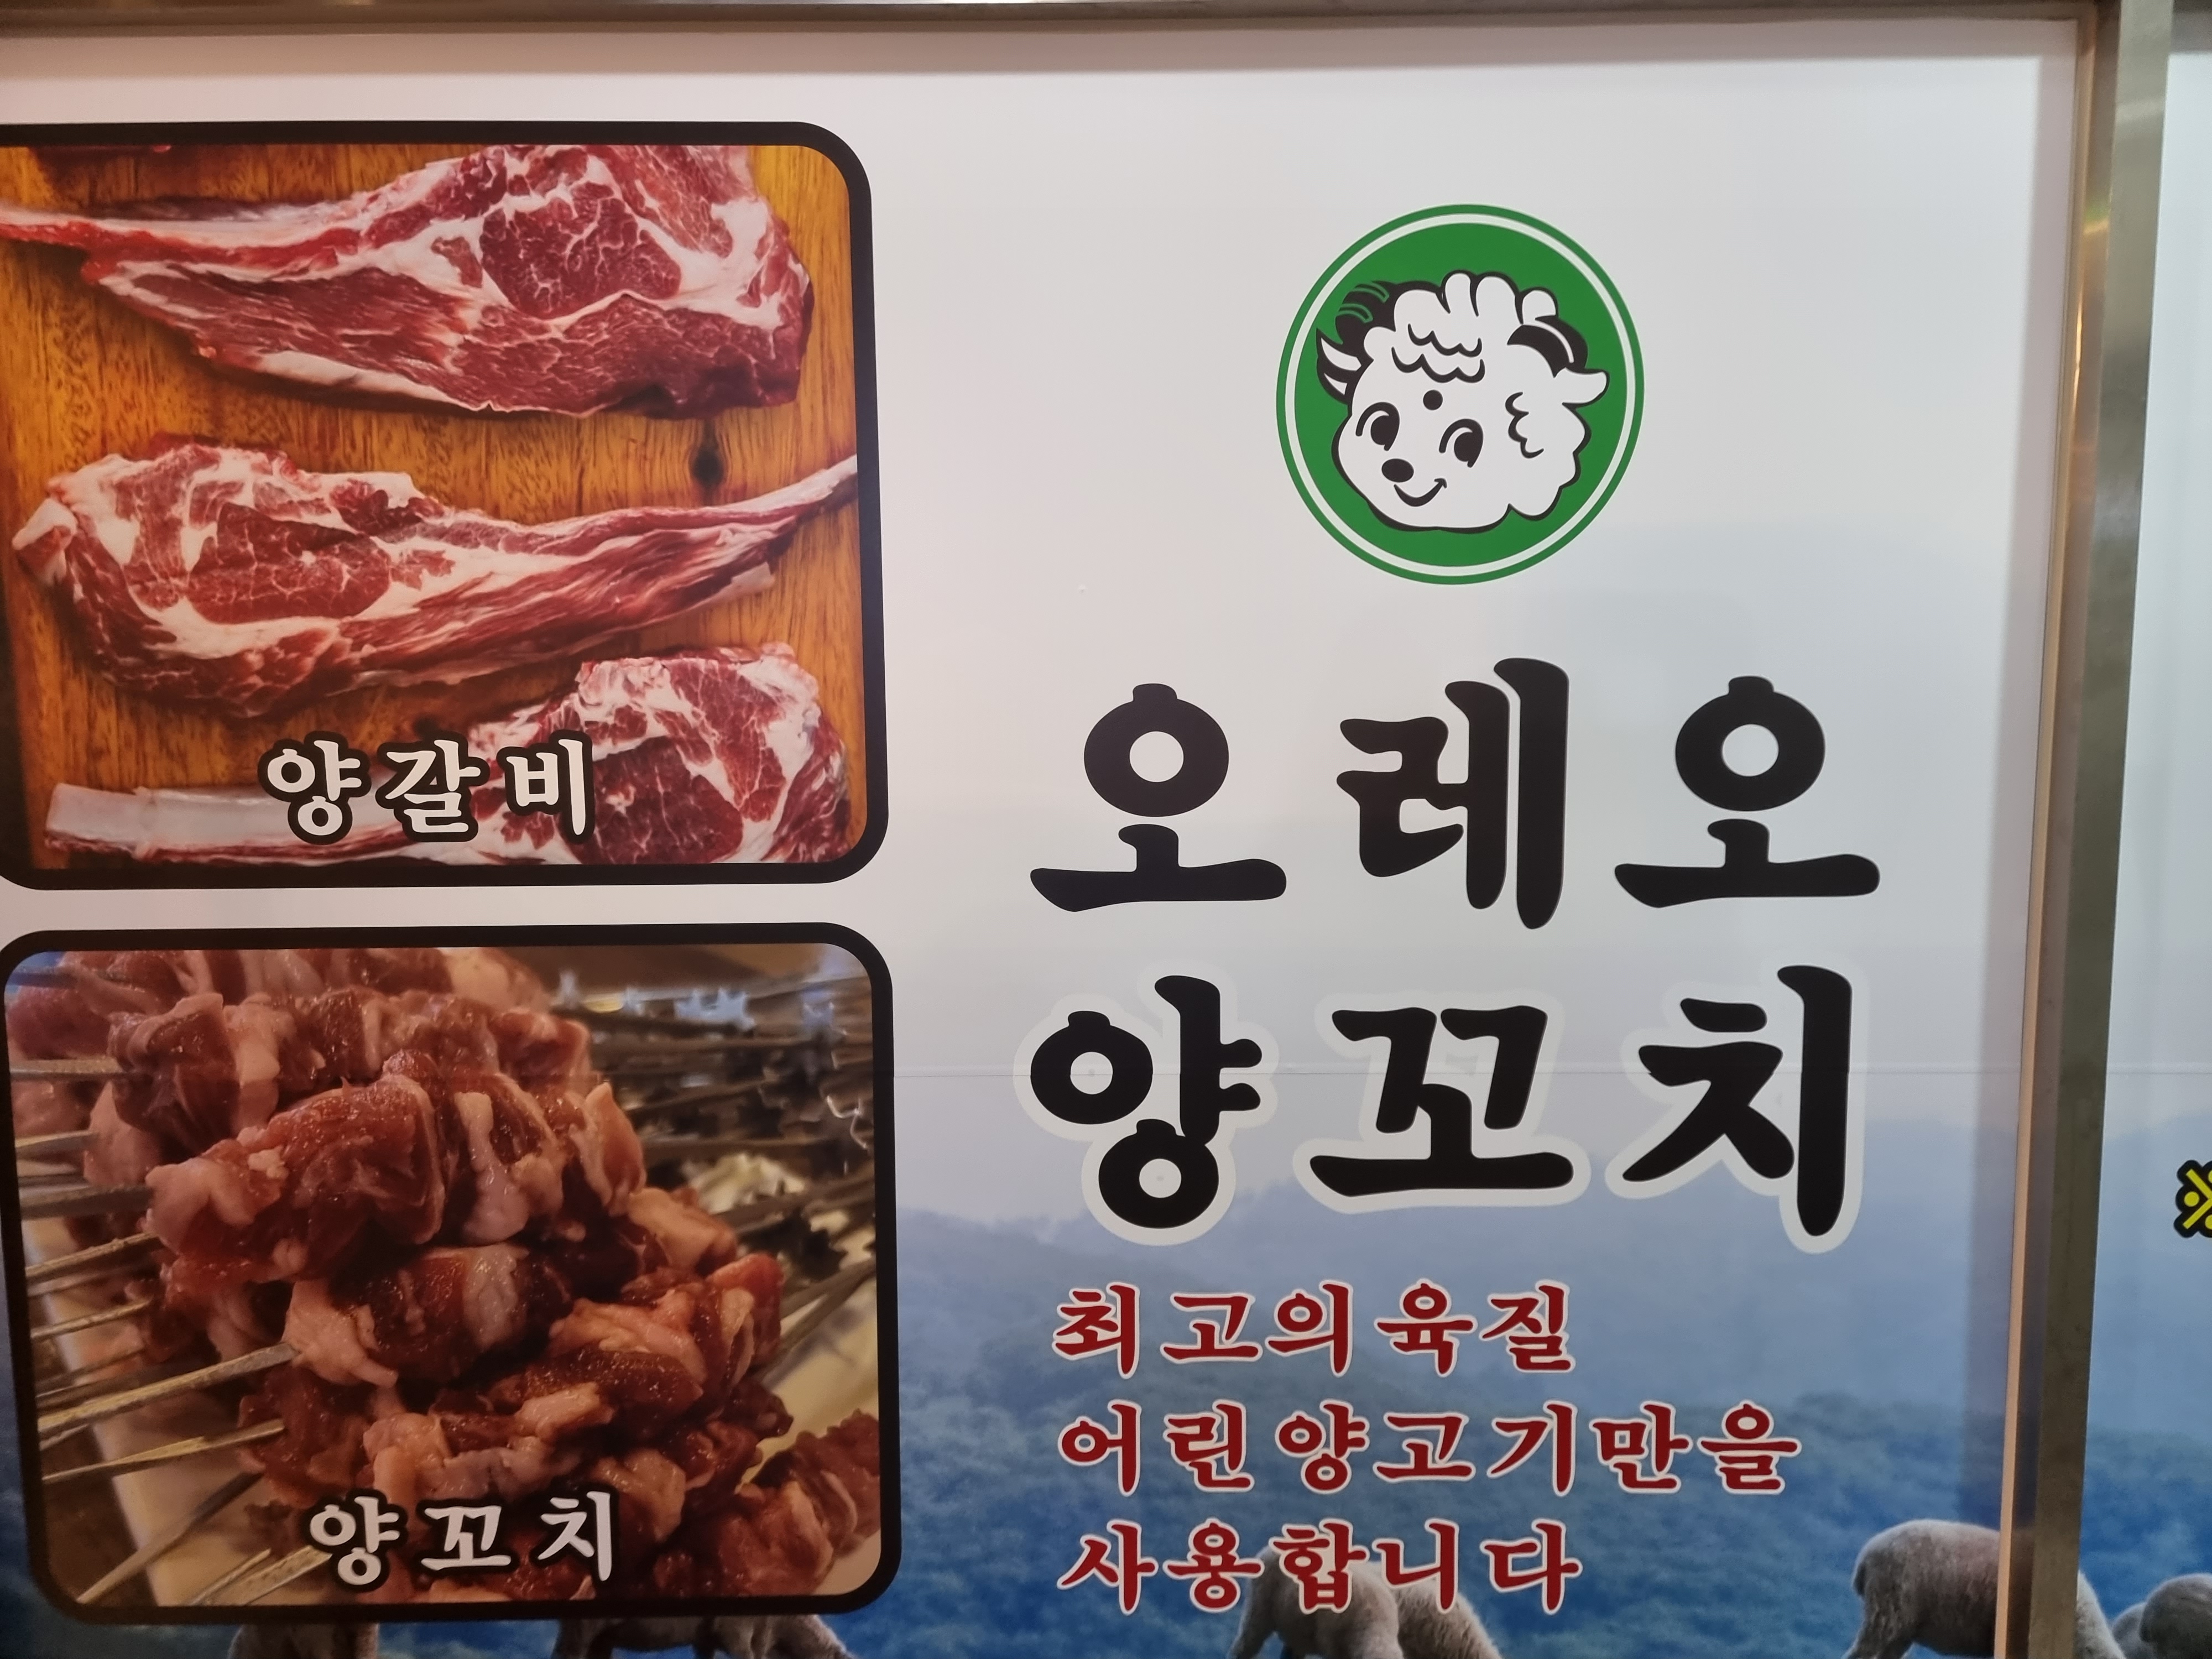 양갈비
양꼬치
오레오
양꼬치
최고의 육질
어린 양고기만을
사용합니다
※